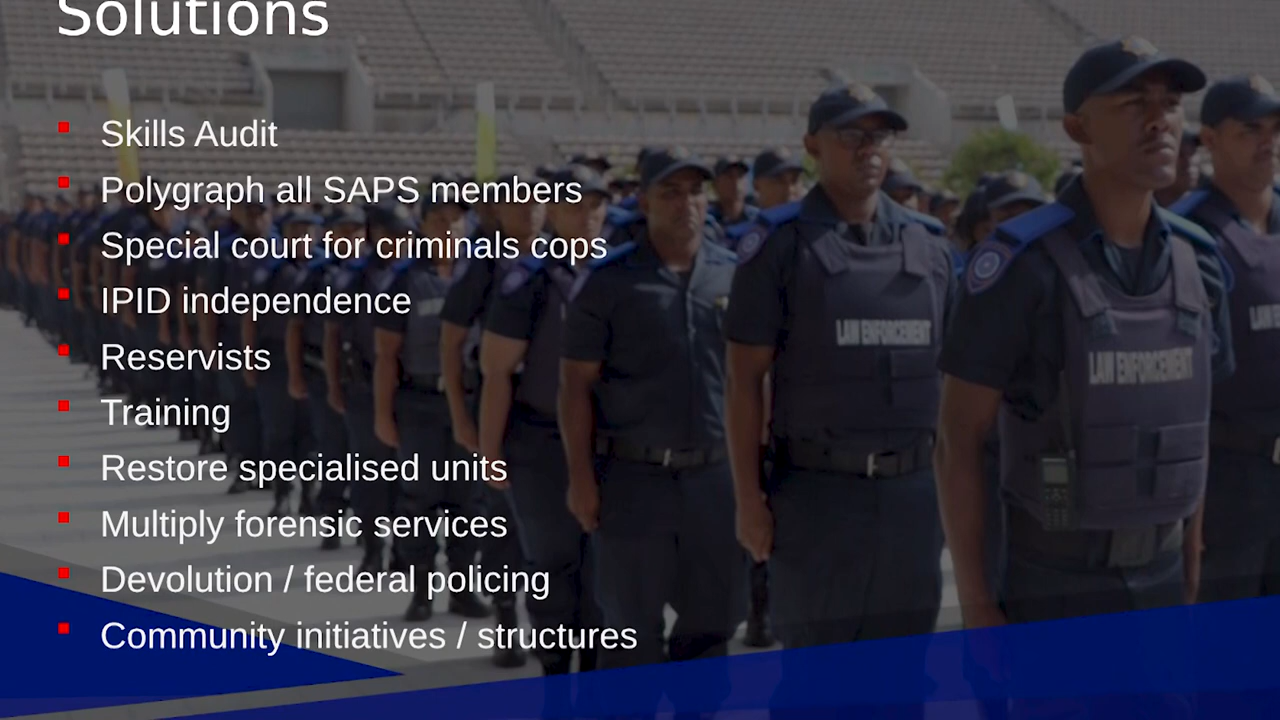 Solutions
Skills Audit
Polygraph all SAPS members
Special court for criminals cops
IPID independence
Reservists
Training
Restore specialised units
Multiply forensic services
Devolution / federal policing
Community initiatives / structures
LAW ENFORCEMENT
LAW ENFORCEMENT